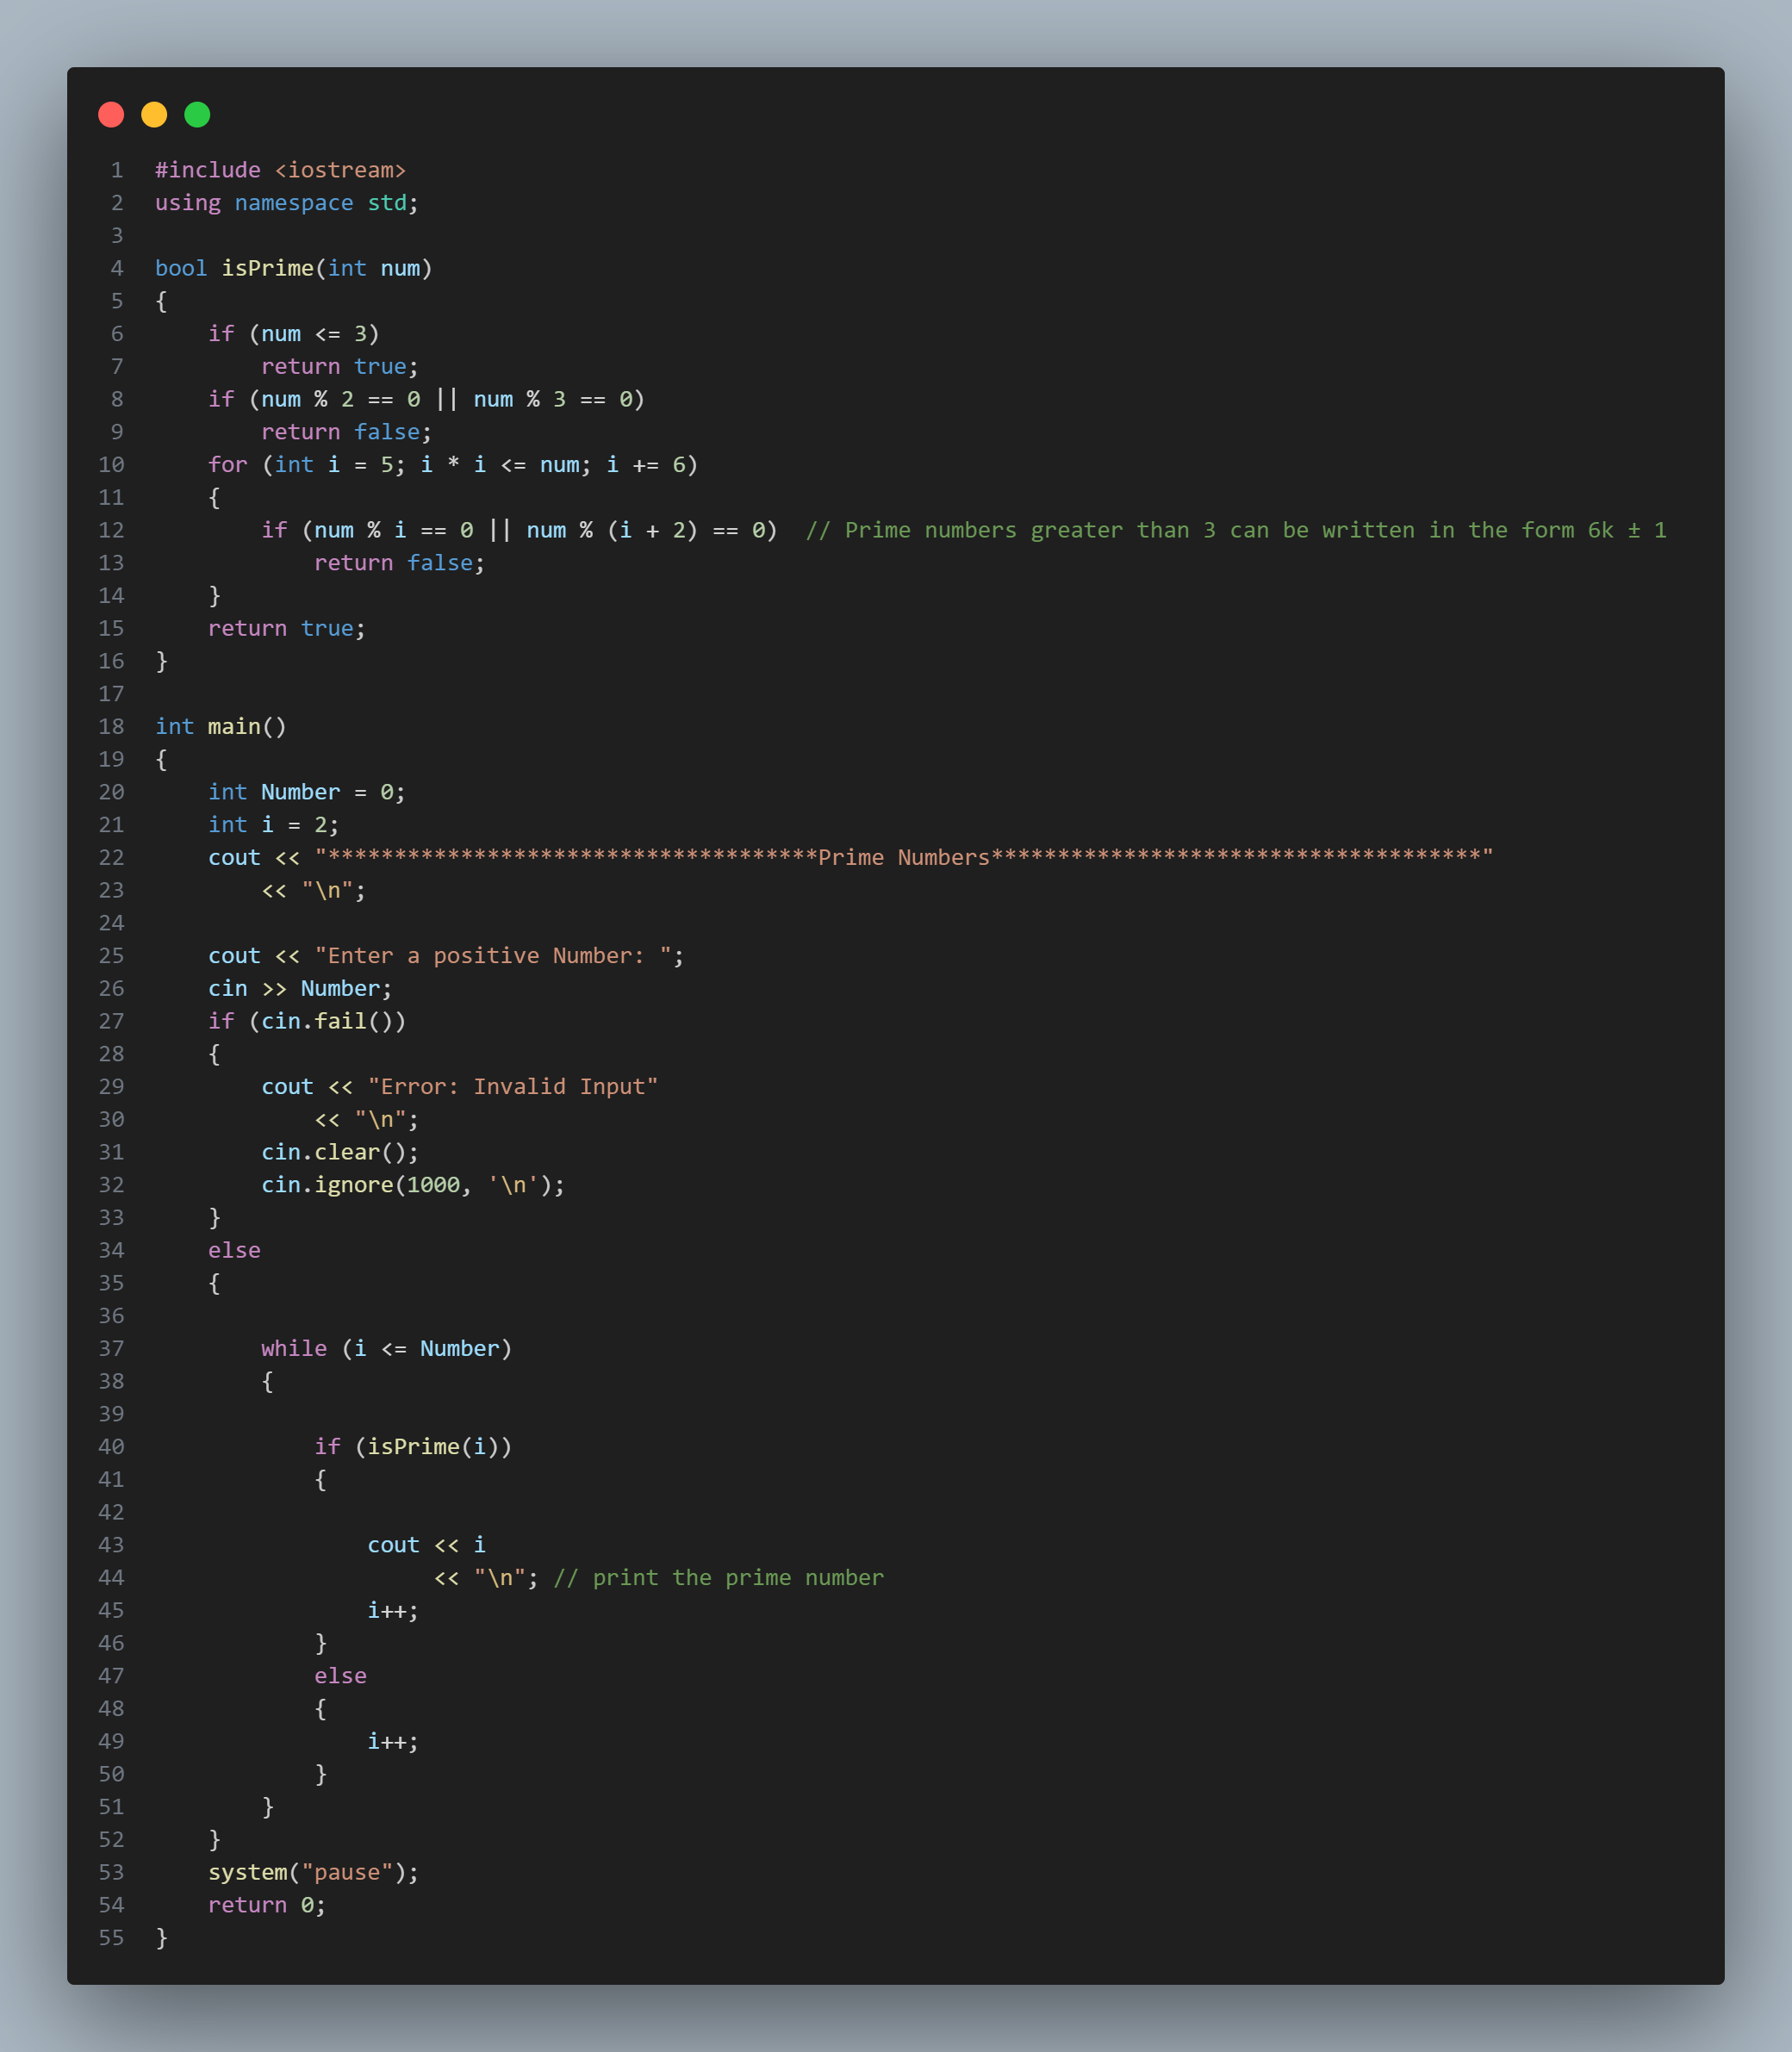 1 #include <iostream>
2 using namespace std;
3
4 bool isPrime(int num)
5 {
6     if (num <= 3)
7         return true;
8     if (num % 2 == 0 || num % 3 == 0)
9         return false;
10     for (int i = 5; i * i <= num; i += 6)
11     {
12         if (num % i == 0 || num % (i + 2) == 0)  // Prime numbers greater than 3 can be written in the form 6k ± 1
13             return false;
14     }
15     return true;
16 }
17
18 int main()
19 {
20     int Number = 0;
21     int i = 2;
22     cout << "*************************************Prime Numbers*************************************"
23         << "\n";
24
25     cout << "Enter a positive Number: ";
26     cin >> Number;
27     if (cin.fail())
28     {
29         cout << "Error: Invalid Input"
30             << "\n";
31         cin.clear();
32         cin.ignore(1000, '\n');
33     }
34     else
35     {
36
37         while (i <= Number)
38         {
39
40             if (isPrime(i))
41             {
42
43                 cout << i
44                      << "\n"; // print the prime number
45                 i++;
46             }
47             else
48             {
49                 i++;
50             }
51         }
52     }
53     system("pause");
54     return 0;
55 }